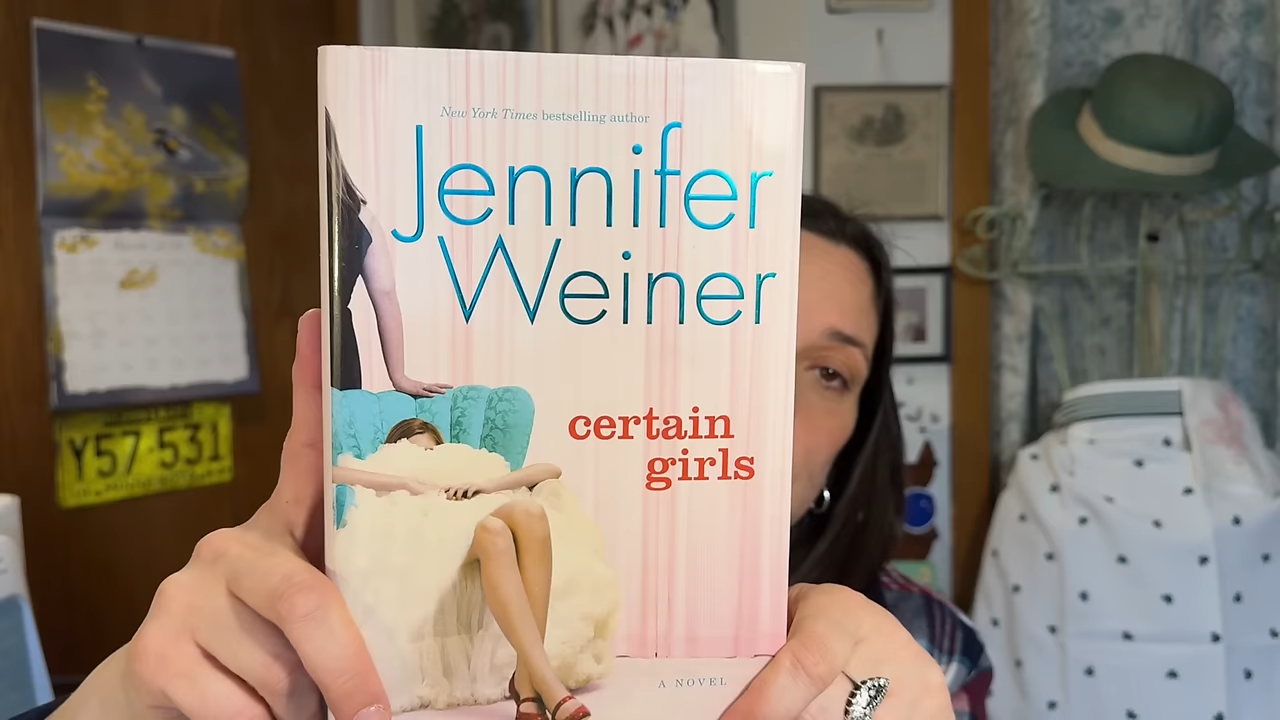 New York Times bestselling author
Jennifer
Weiner
certain
girls
A NOVEL
Y57·531